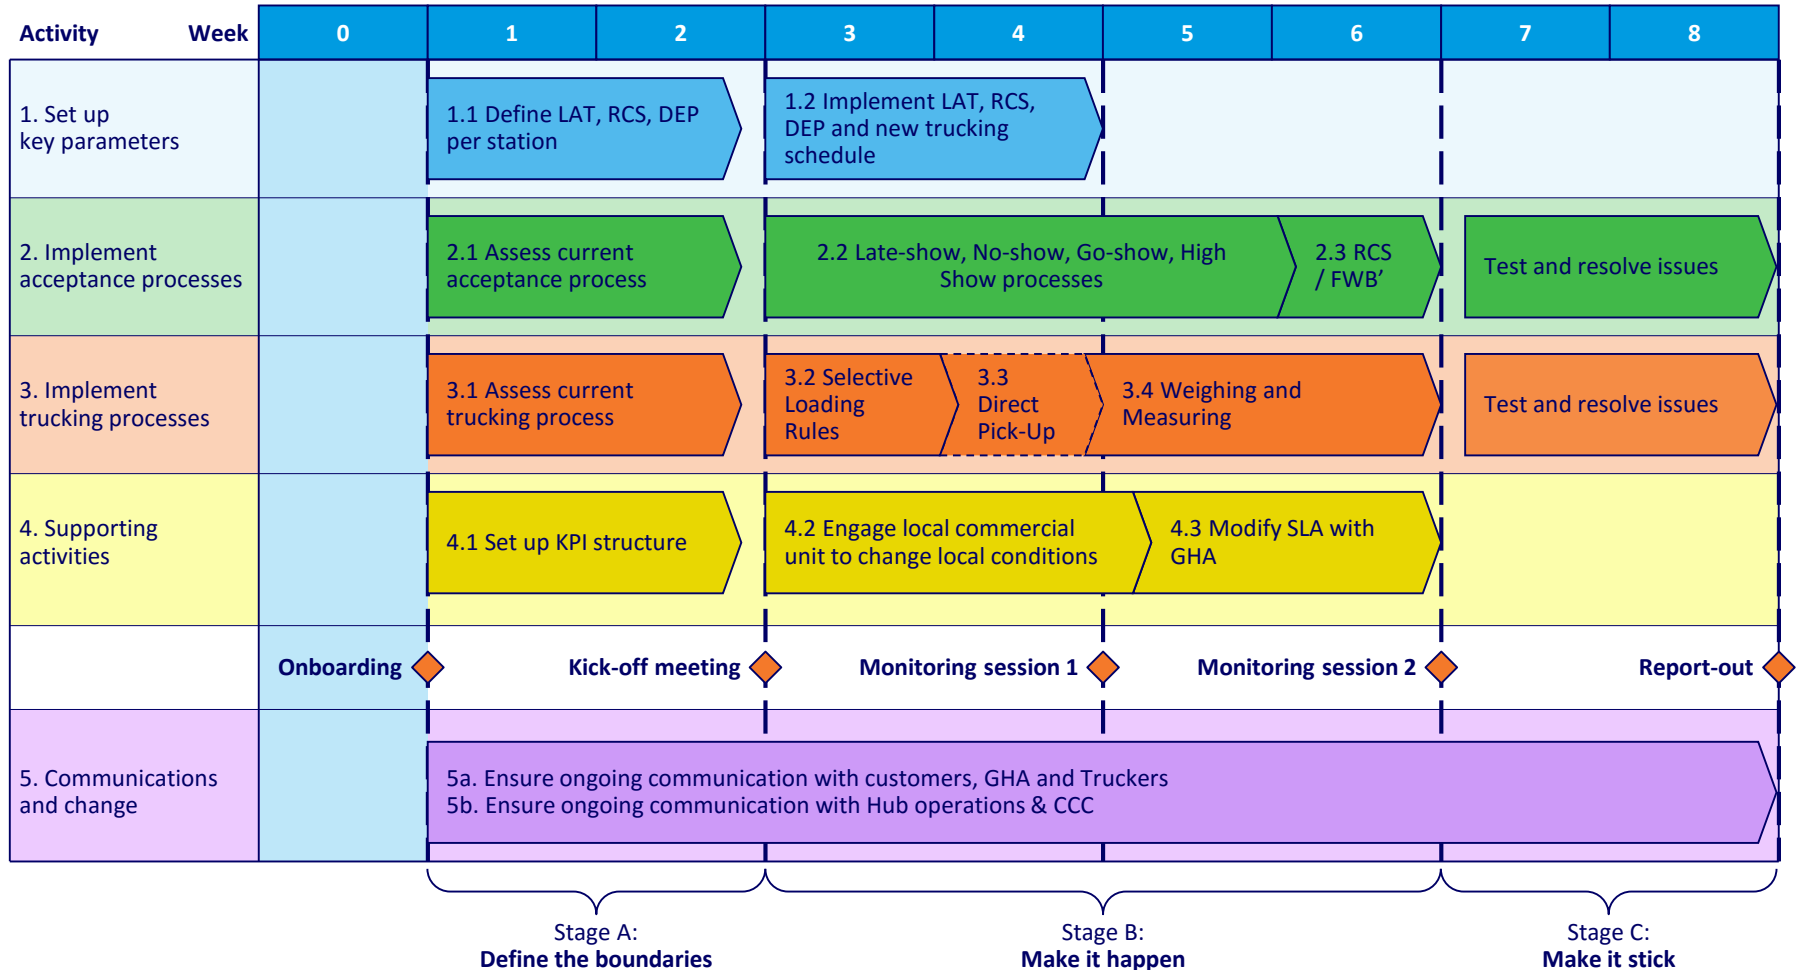 Activity Week 0 1 2 3 4 5 6 7 8
1. Set up
key parameters
1.1 Define LAT, RCS, DEP
per station
1.2 Implement LAT, RCS,
DEP and new trucking
schedule
2. Implement
acceptance processes
2.1 Assess current
acceptance process
2.2 Late-show, No-show, Go-show, High
Show processes
2.3 RCS
/ FWB’
Test and resolve issues
3. Implement
trucking processes
3.1 Assess current
trucking process
3.2 Selective
Loading
Rules
3.3
Direct
Pick-Up
3.4 Weighing and
Measuring
Test and resolve issues
4. Supporting
activities
4.1 Set up KPI structure
4.2 Engage local commercial
unit to change local conditions
4.3 Modify SLA with
GHA
Onboarding
Kick-off meeting
Monitoring session 1
Monitoring session 2
Report-out
5. Communications
and change
5a. Ensure ongoing communication with customers, GHA and Truckers
5b. Ensure ongoing communication with Hub operations & CCC
Stage A:
Define the boundaries
Stage B:
Make it happen
Stage C:
Make it stick